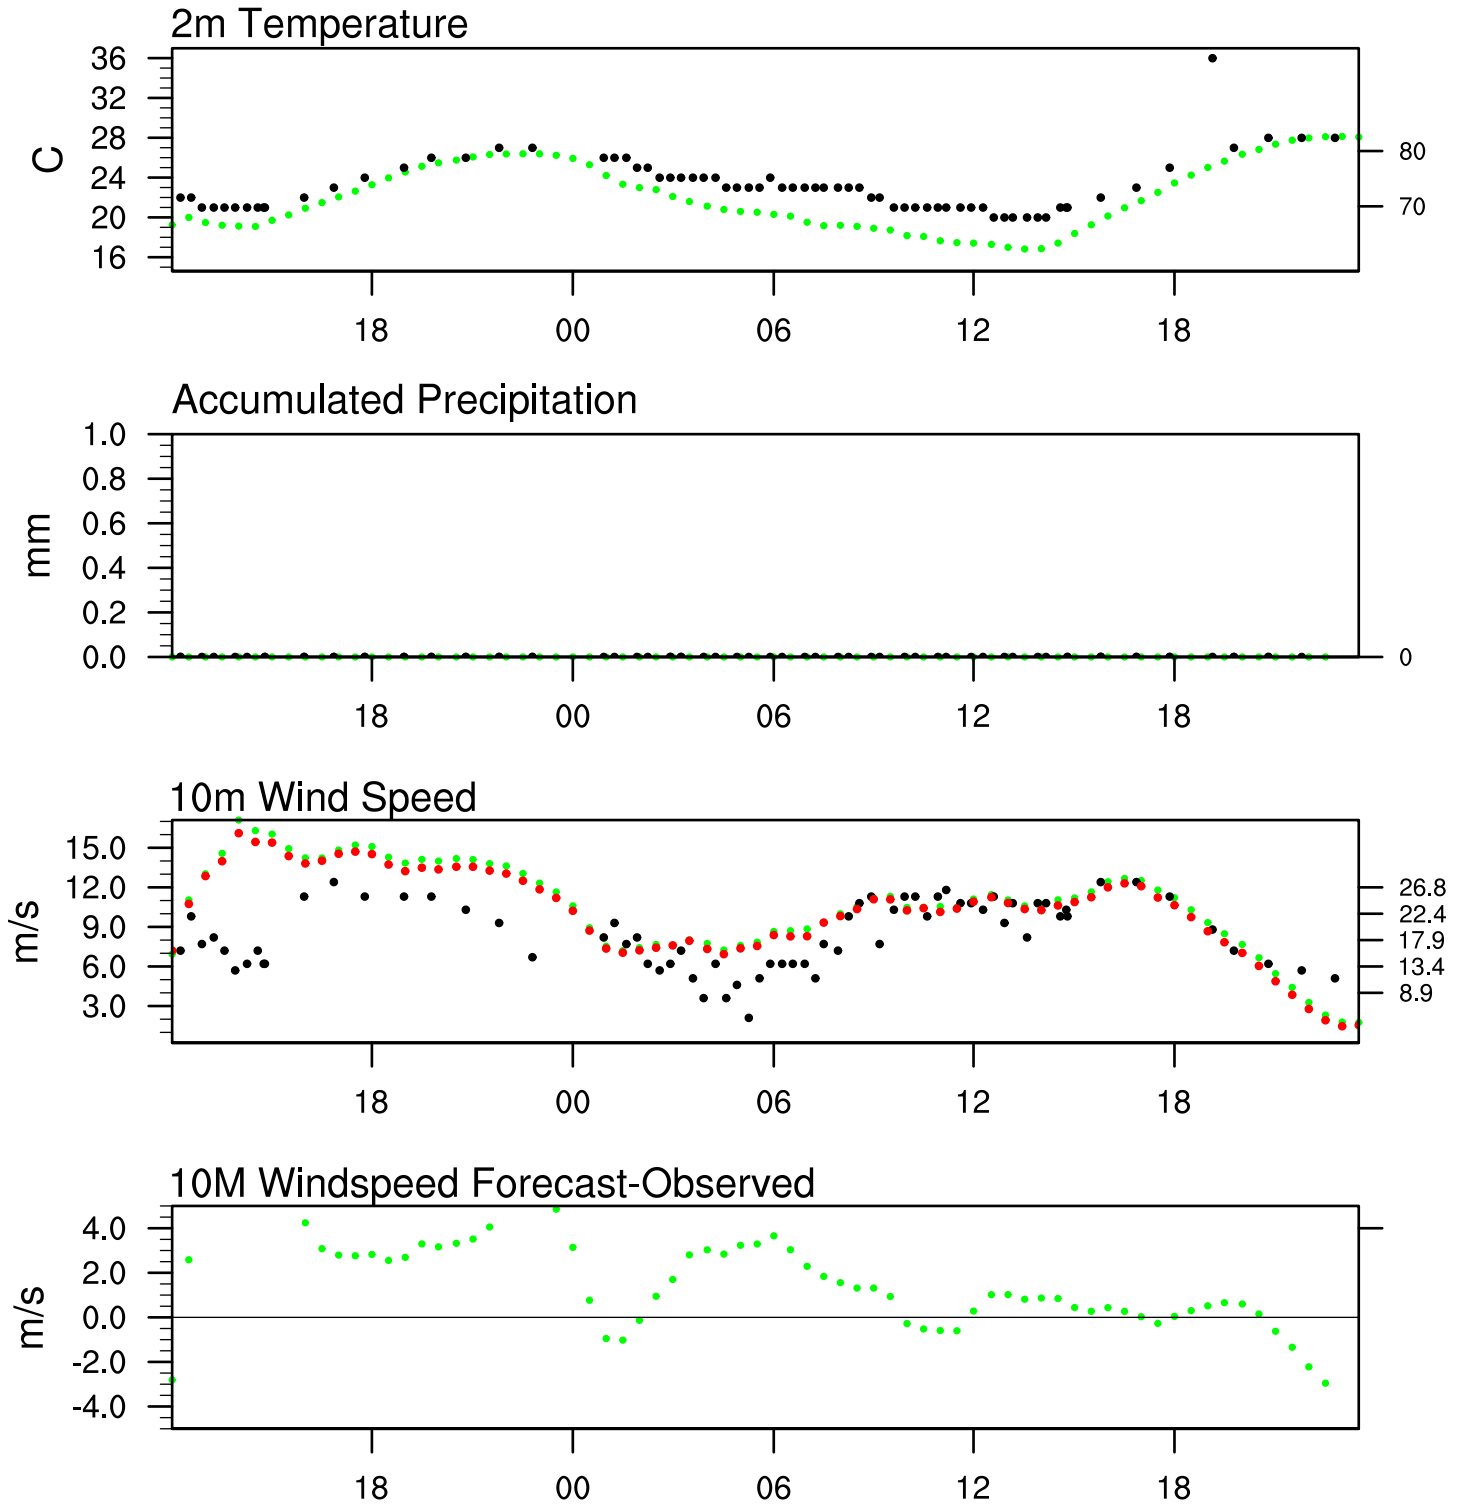 2m Temperature
36
32
28
24
20
16
C
80
70
18 00 06 12 18
Accumulated Precipitation
1.0
0.8
0.6
0.4
0.2
0.0
mm
0
18 00 06 12 18
10m Wind Speed
15.0
12.0
9.0
6.0
3.0
m/s
26.8
22.4
17.9
13.4
8.9
18 00 06 12 18
10M Windspeed Forecast-Observed
4.0
2.0
0.0
-2.0
-4.0
m/s
18 00 06 12 18